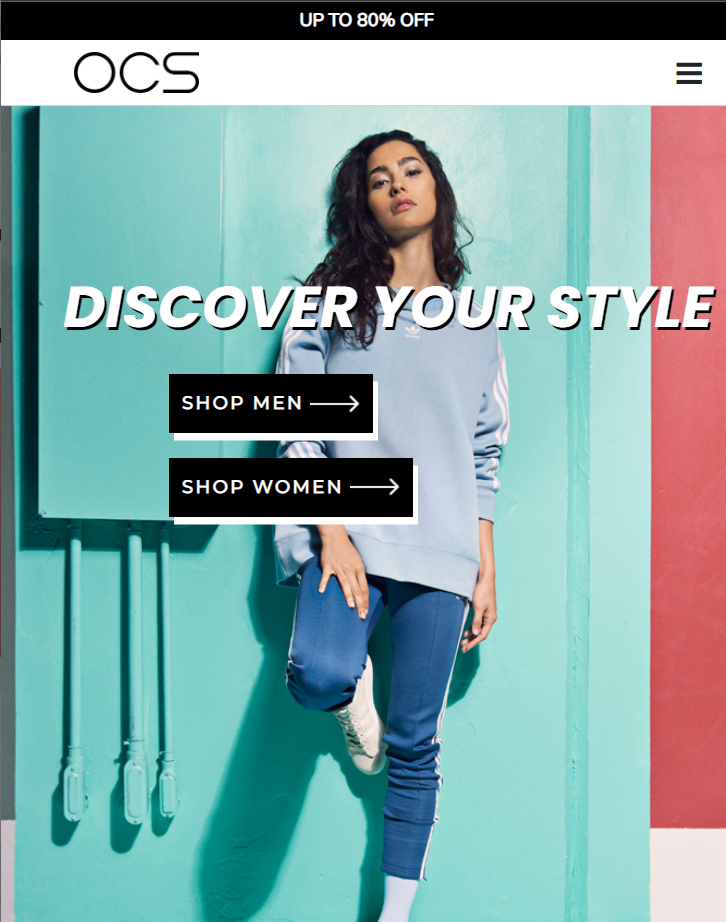 UP TO 80% OFF
OCS
DISCOVER YOUR STYLE
SHOP MEN
SHOP WOMEN